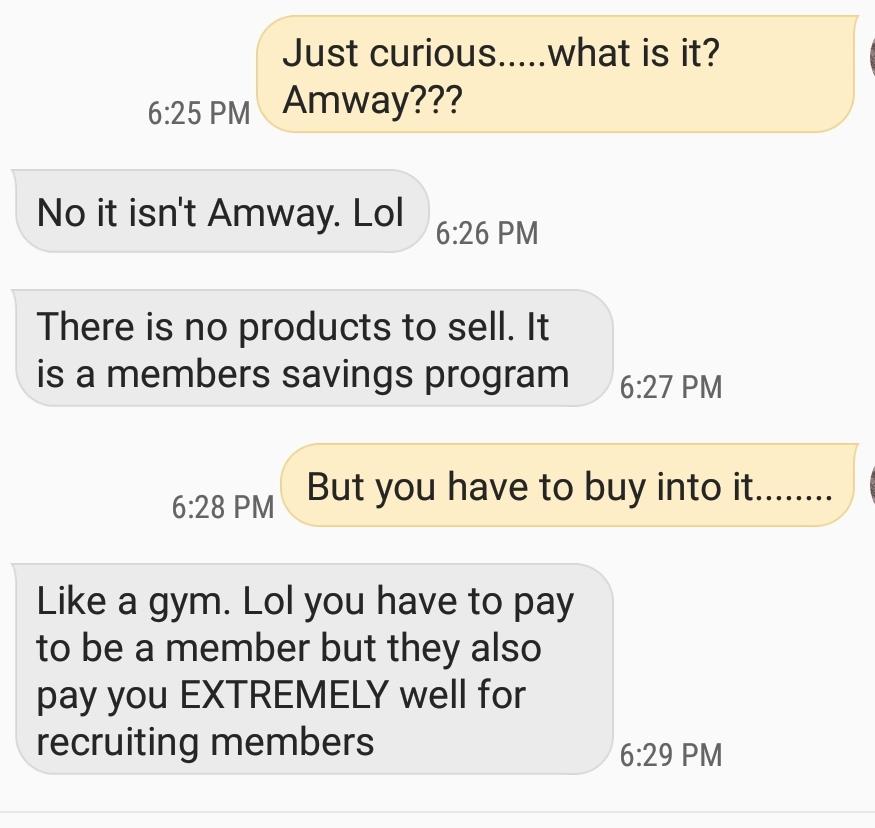 Just curious.....what is it?
Amway???
6:25 PM
No it isn't Amway. Lol
6:26 PM
There is no products to sell. It
is a members savings program
6:27 PM
But you have to buy into it........
6:28 PM
Like a gym. Lol you have to pay
to be a member but they also
pay you EXTREMELY well for
recruiting members
6:29 PM